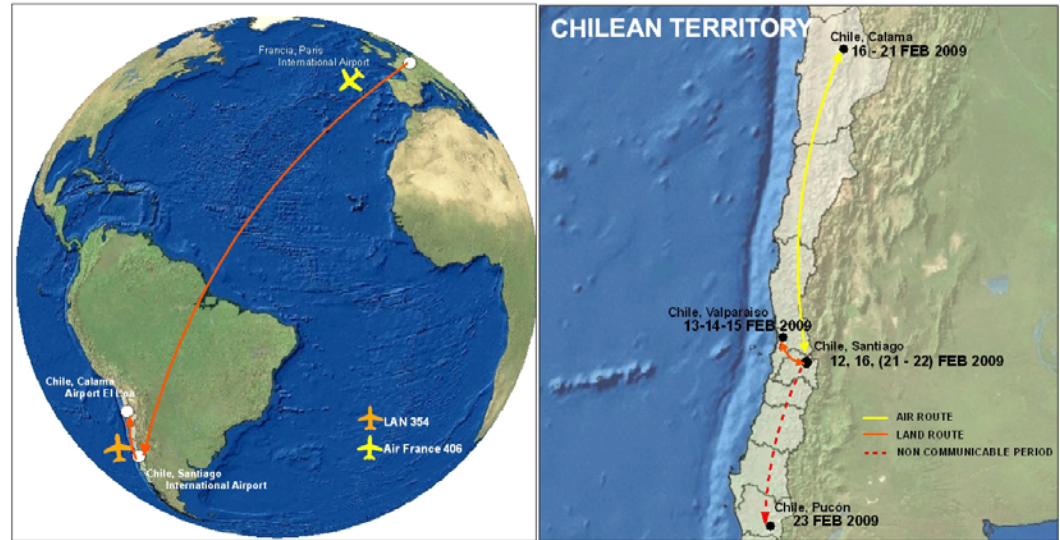 Francia, Paris
International Airport
Chile, Calama
Airport El Loa
LAN 354
Air France 406
Chile, Santiago
International Airport
CHILEAN TERRITORY
Chile, Calama
16 - 21 FEB 2009
Chile, Valparaiso
13-14-15 FEB 2009
Chile, Santiago
12, 16, (21 - 22) FEB 2009
AIR ROUTE
LAND ROUTE
NON COMMUNICABLE PERIOD
Chile, Pucón
23 FEB 2009